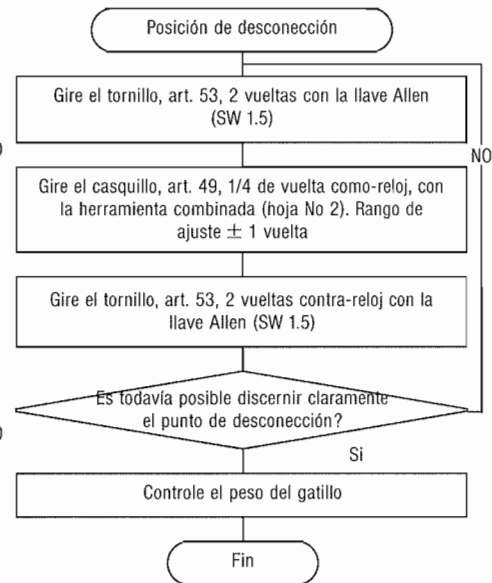 Posición de desconección
Gire el tornillo, art. 53, 2 vueltas con la llave Allen
(SW 1.5)
NO
Gire el casquillo, art. 49, 1/4 de vuelta como-reloj, con
la herramienta combinada (hoja No 2). Rango de
ajuste ± 1 vuelta
Gire el tornillo, art. 53, 2 vueltas contra-reloj con la
llave Allen (SW 1.5)
Es todavía posible discernir claramente
el punto de desconección?
Si
Controle el peso del gatillo
Fin